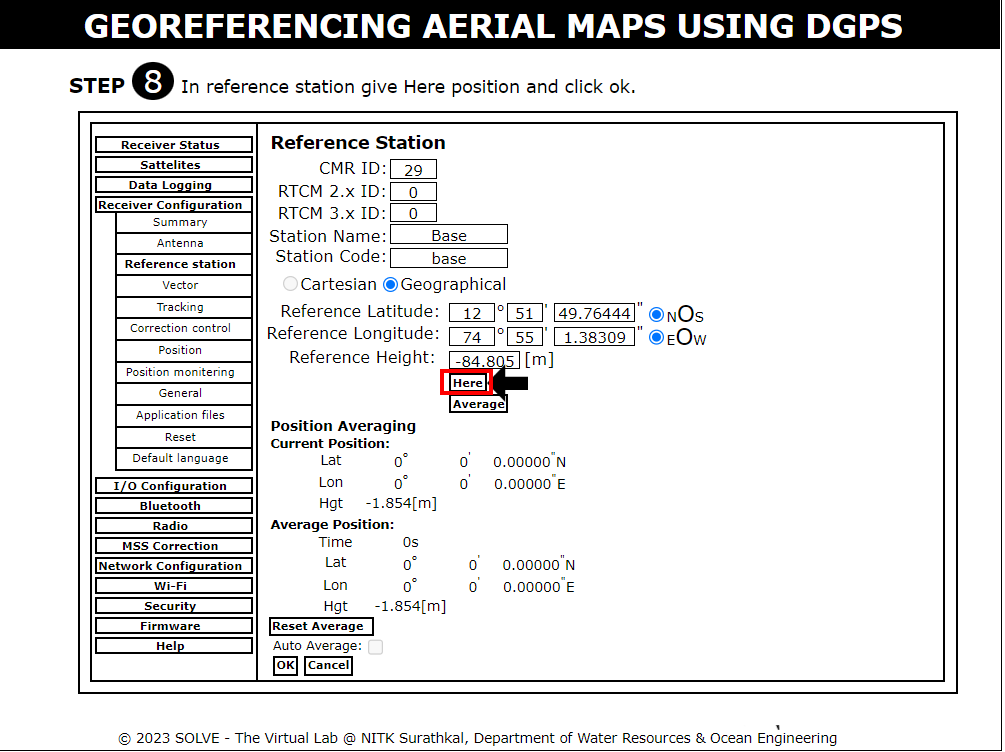 GEOREFERENCING AERIAL MAPS USING DGPS
STEP 8 In reference station give Here position and click ok.
Receiver Status
Sattelites
Data Logging
Receiver Configuration
Summary
Antenna
Reference station
Vector
Tracking
Correction control
Position
Position monitering
General
Application files
Reset
Default language
I/O Configuration
Bluetooth
Radio
MSS Correction
Network Configuration
Wi-Fi
Security
Firmware
Help
Reference Station
CMR ID: 29
RTCM 2.x ID: 0
RTCM 3.x ID: 0
Station Name: Base
Station Code: base
Cartesian Geographical
Reference Latitude: 12 ° 51 ' 49.76444 " N S
Reference Longitude: 74 ° 55 ' 1.38309 " E W
Reference Height: -84.805 [m]
Here
Average
Position Averaging
Current Position:
Lat 0° 0' 0.00000"N
Lon 0° 0' 0.00000"E
Hgt -1.854[m]
Average Position:
Time 0s
Lat 0° 0' 0.00000"N
Lon 0° 0' 0.00000"E
Hgt -1.854[m]
Reset Average
Auto Average:
OK Cancel
© 2023 SOLVE - The Virtual Lab @ NITK Surathkal, Department of Water Resources & Ocean Engineering